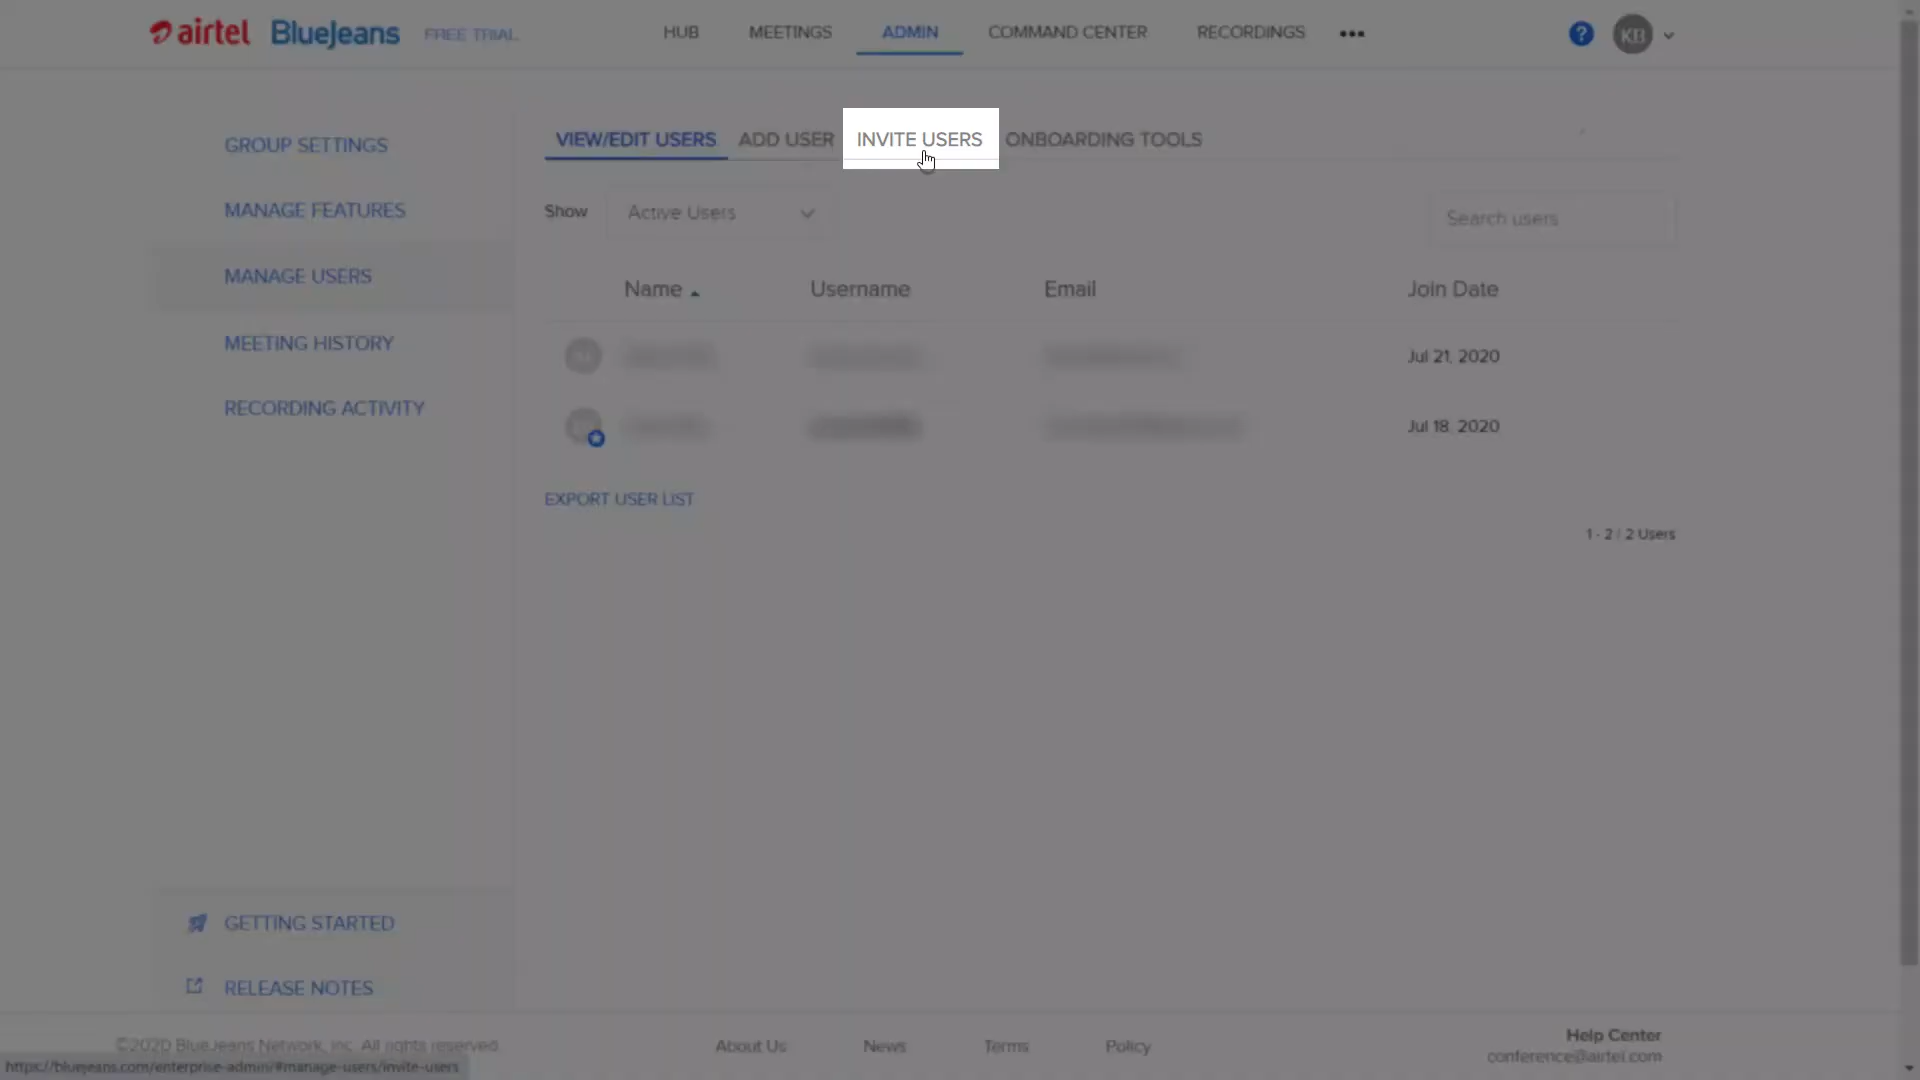 airtel BlueJeans FREE TRIAL HUB MEETINGS ADMIN COMMAND CENTER RECORDINGS ••• ? KB
VIEW/EDIT USERS ADD USER INVITE USERS ONBOARDING TOOLS
GROUP SETTINGS
MANAGE FEATURES
MANAGE USERS
MEETING HISTORY
RECORDING ACTIVITY
Show Active Users Search users
Name Username Email Join Date
Jul 21, 2020
Jul 18, 2020
EXPORT USER LIST
1 - 2 / 2 Users
GETTING STARTED
RELEASE NOTES
©2020 BlueJeans Network, Inc. All rights reserved. About Us News Terms Policy Help Center
conference@airtel.com
https://bluejeans.com/enterprise-admin/#manage-users/invite-users